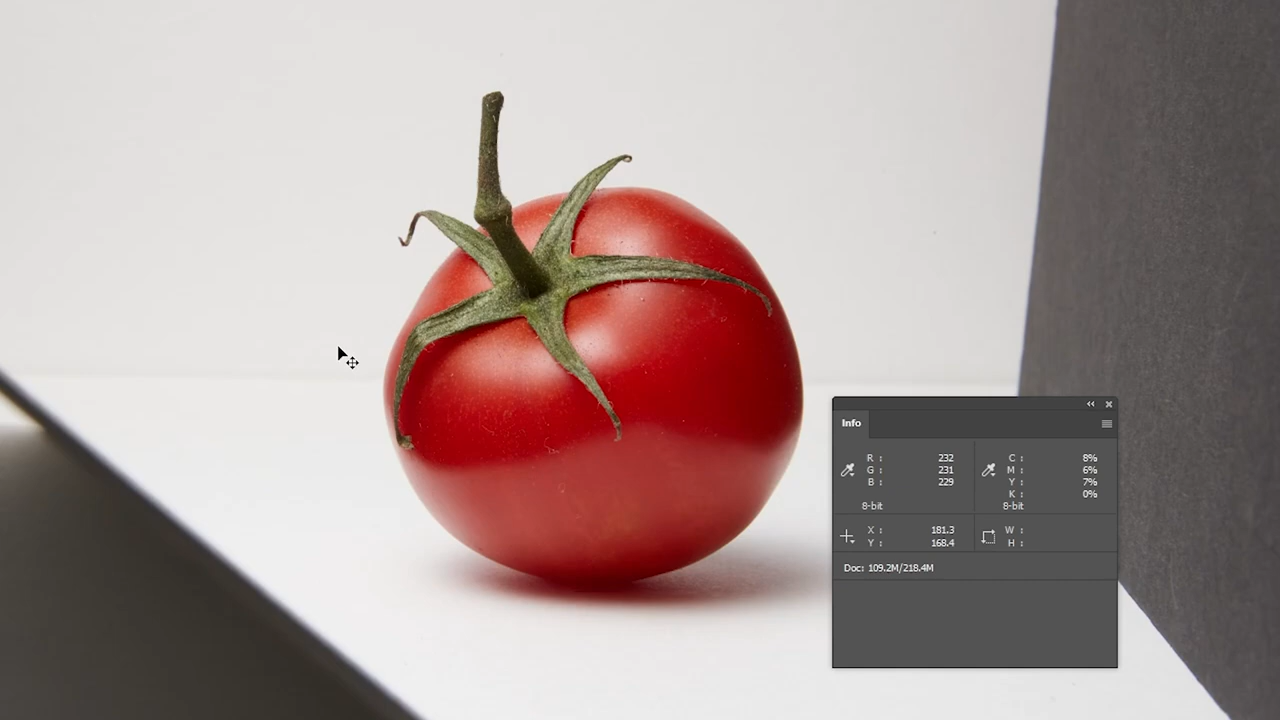 Info
R : 232 C : 8%
G : 231 M : 6%
B : 229 Y : 7%
K : 0%
8-bit 8-bit
X : 181.3 W :
Y : 168.4 H :
Doc: 109.2M/218.4M